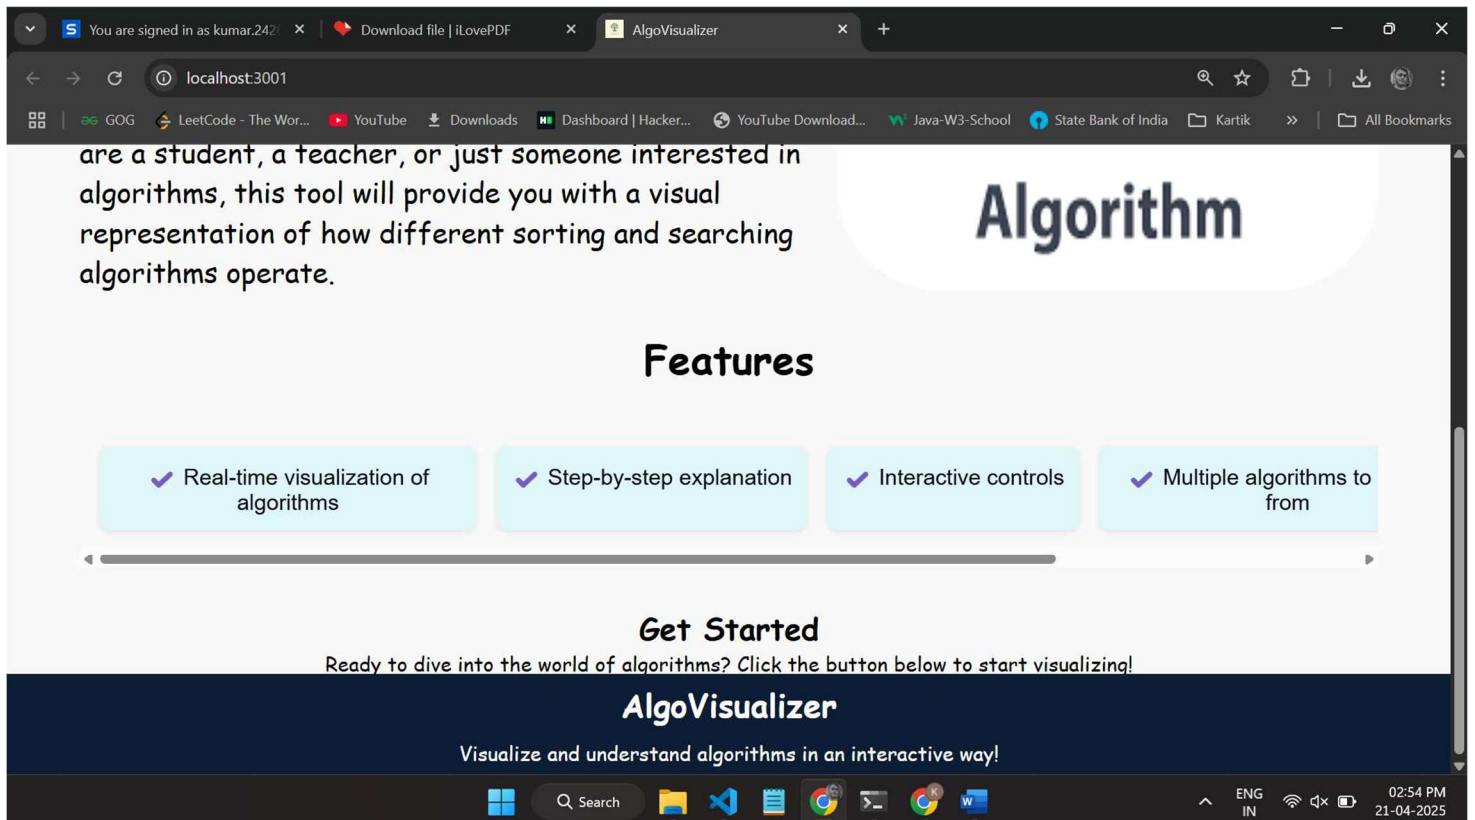 You are signed in as kumar.242
Download file | iLovePDF
AlgoVisualizer
localhost:3001
GOG
LeetCode - The Wor...
YouTube
Downloads
Dashboard | Hacker...
YouTube Download...
Java-W3-School
State Bank of India
Kartik
»
All Bookmarks
are a student, a teacher, or just someone interested in
algorithms, this tool will provide you with a visual
representation of how different sorting and searching
algorithms operate.
Algorithm
Features
Real-time visualization of
algorithms
Step-by-step explanation
Interactive controls
Multiple algorithms to
from
Get Started
Ready to dive into the world of algorithms? Click the button below to start visualizing!
AlgoVisualizer
Visualize and understand algorithms in an interactive way!
Search
ENG
IN
02:54 PM
21-04-2025